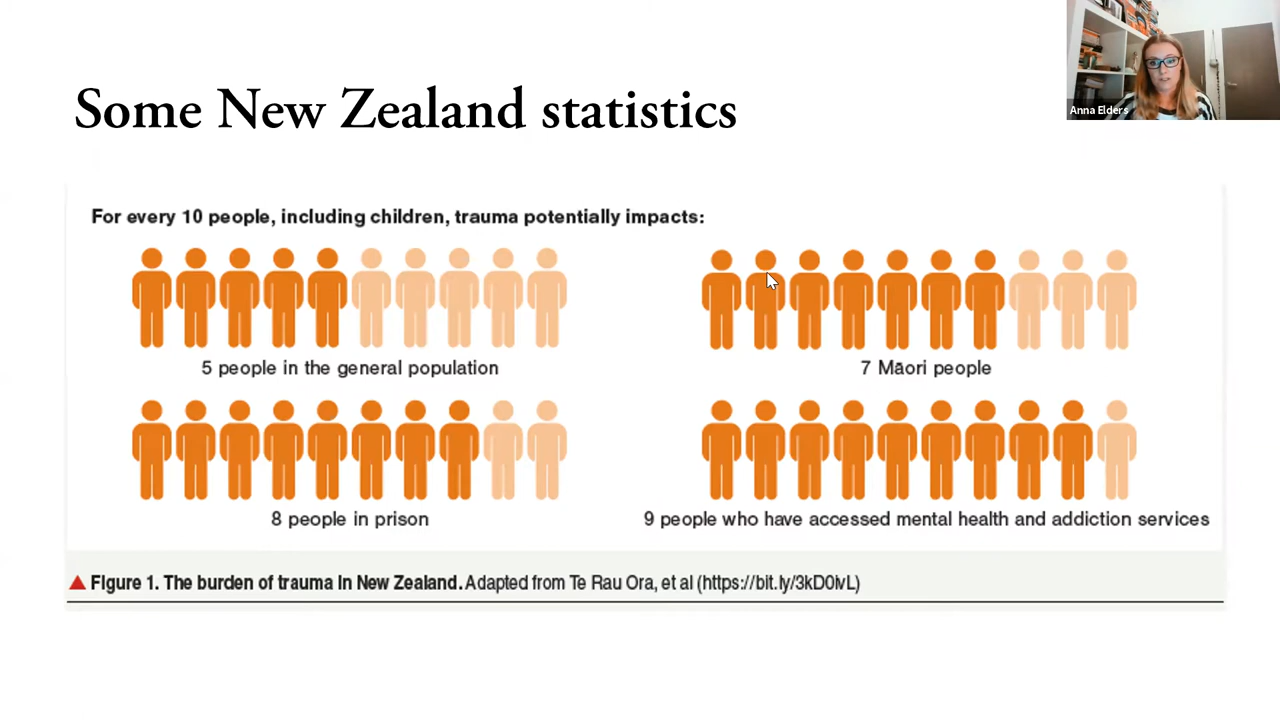 Some New Zealand statistics
Anna Elders
For every 10 people, including children, trauma potentially impacts:
5 people in the general population
7 Māori people
8 people in prison
9 people who have accessed mental health and addiction services
Figure 1. The burden of trauma in New Zealand. Adapted from Te Rau Ora, et al (https://bit.ly/3kD0ivL)